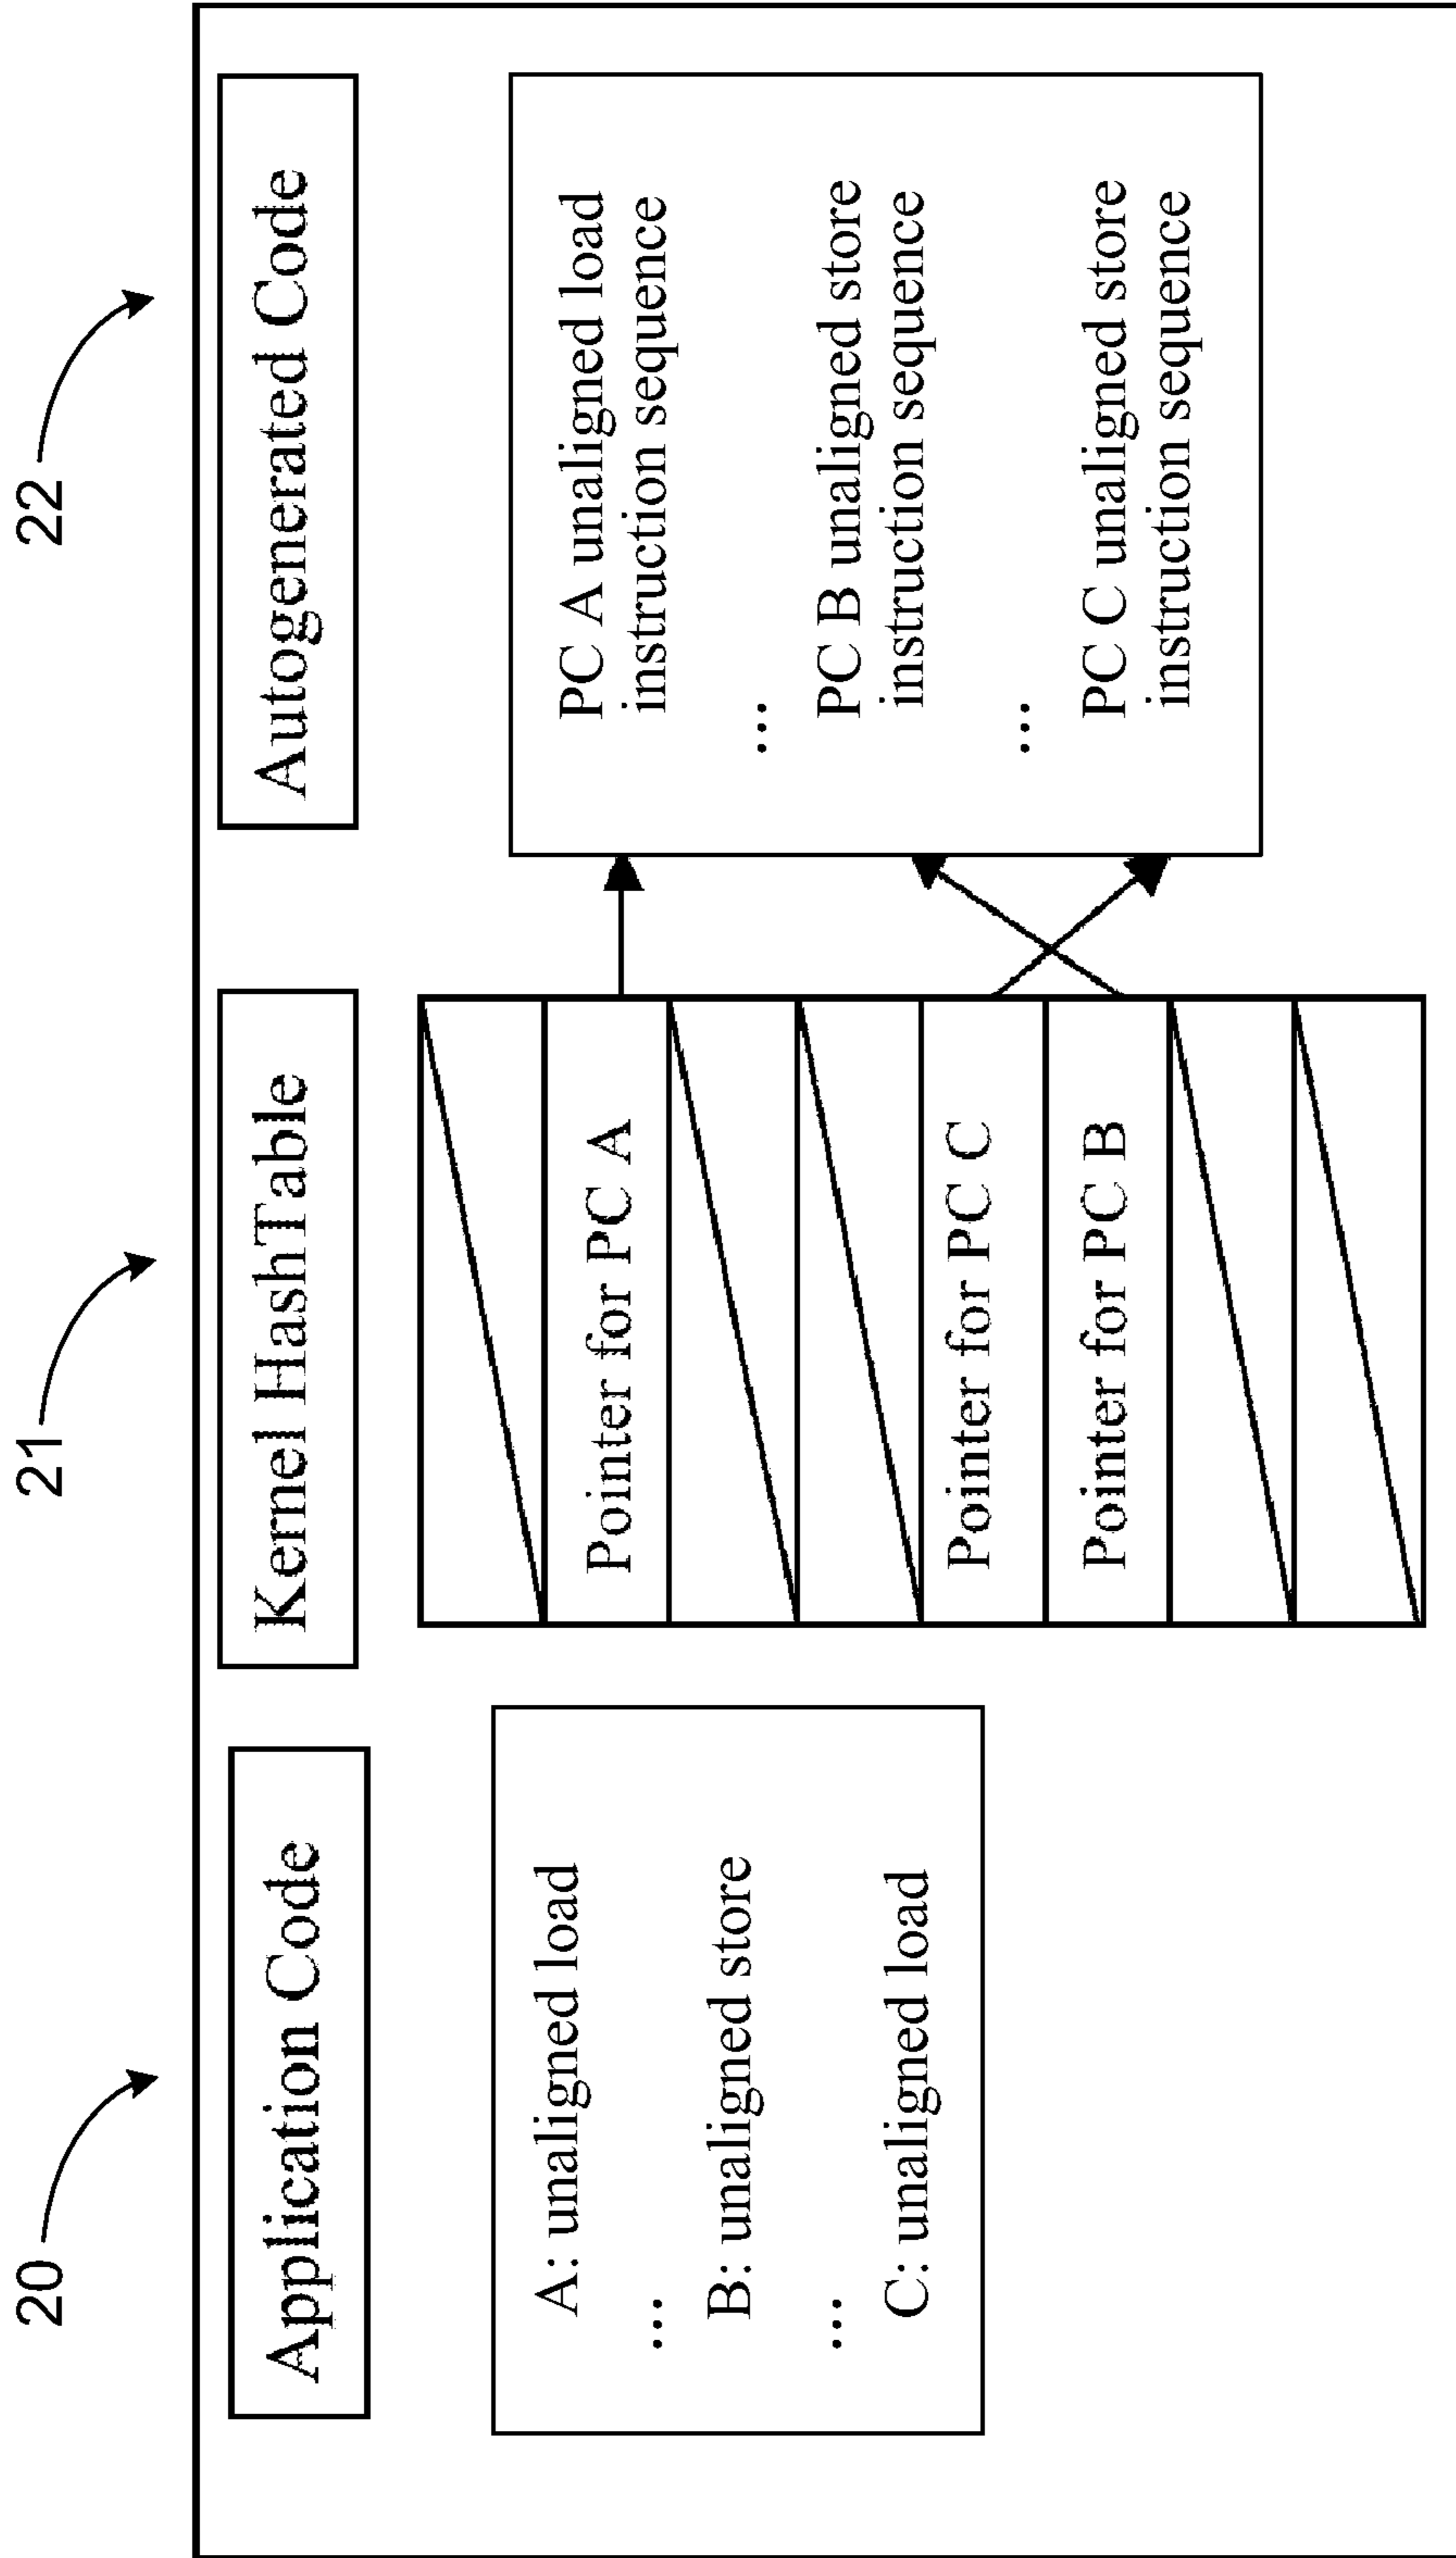 20
21
22
Application Code
Kernel HashTable
Autogenerated Code
A: unaligned load
...
B: unaligned store
...
C: unaligned load
Pointer for PC A
Pointer for PC C
Pointer for PC B
PC A unaligned load
instruction sequence
...
PC B unaligned store
instruction sequence
...
PC C unaligned store
instruction sequence